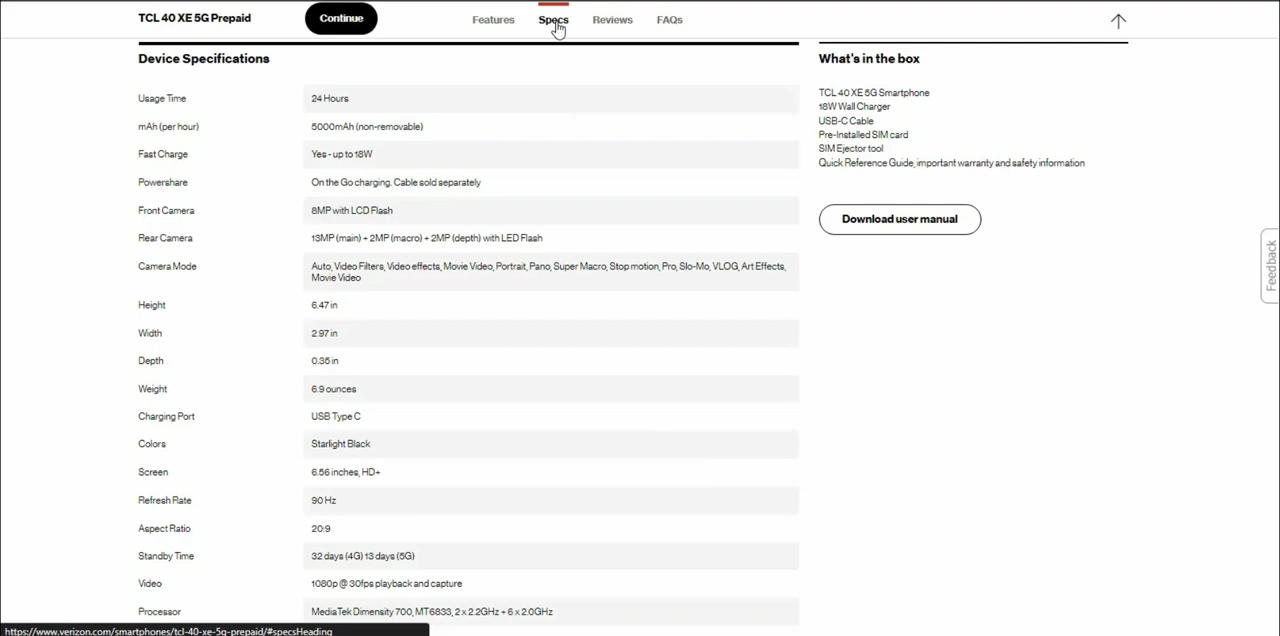 TCL 40 XE 5G Prepaid
Continue
Features
Specs
Reviews
FAQs
Device Specifications
Usage Time
24 Hours
mAh (per hour)
5000mAh (non-removable)
Fast Charge
Yes - up to 18W
Powershare
On the Go charging. Cable sold separately
Front Camera
8MP with LCD Flash
Rear Camera
13MP (main) + 2MP (macro) + 2MP (depth) with LED Flash
Camera Mode
Auto, Video Filters, Video effects, Movie Video, Portrait, Pano, Super Macro, Stop motion, Pro, Slo-Mo, VLOG, Art Effects,
Movie Video
Height
6.47 in
Width
2.97 in
Depth
0.35 in
Weight
6.9 ounces
Charging Port
USB Type C
Colors
Starlight Black
Screen
6.56 inches, HD+
Refresh Rate
90 Hz
Aspect Ratio
20:9
Standby Time
32 days (4G) 13 days (5G)
Video
1080p @ 30fps playback and capture
Processor
MediaTek Dimensity 700, MT6833, 2 x 2.2GHz + 6 x 2.0GHz
What's in the box
TCL 40 XE 5G Smartphone
18W Wall Charger
USB-C Cable
Pre-Installed SIM card
SIM Ejector tool
Quick Reference Guide, important warranty and safety information
Download user manual
Feedback
https://www.verizon.com/smartphones/tcl-40-xe-5g-prepaid/#specsHeading